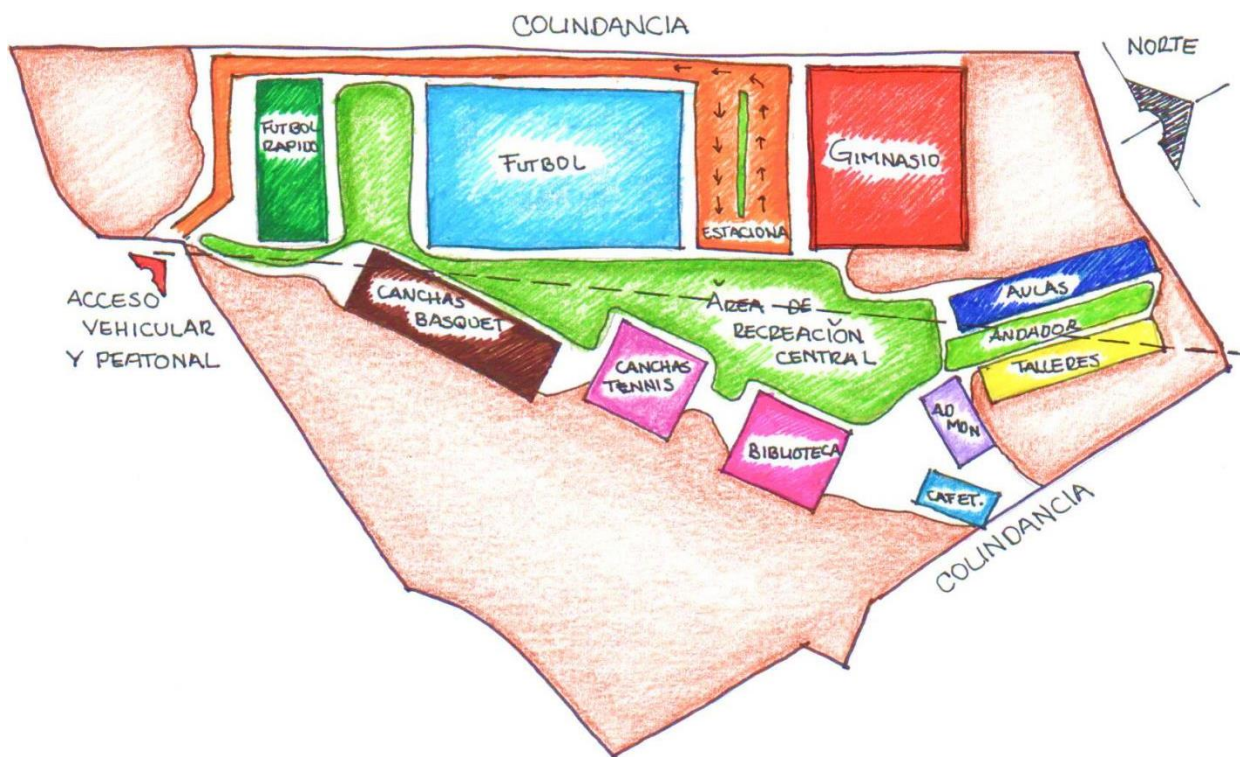 COLINDANCIA
NORTE
FUTBOL
RAPIDO
FUTBOL
GIMNASIO
ESTACIONA
ACCESO
VEHICULAR
Y PEATONAL
CANCHAS
BASQUET
ÁREA DE
RECREACIÓN
CENTRAL
AULAS
ANDADOR
TALLERES
CANCHAS
TENNIS
BIBLIOTECA
AD
MON
CAFET.
COLINDANCIA